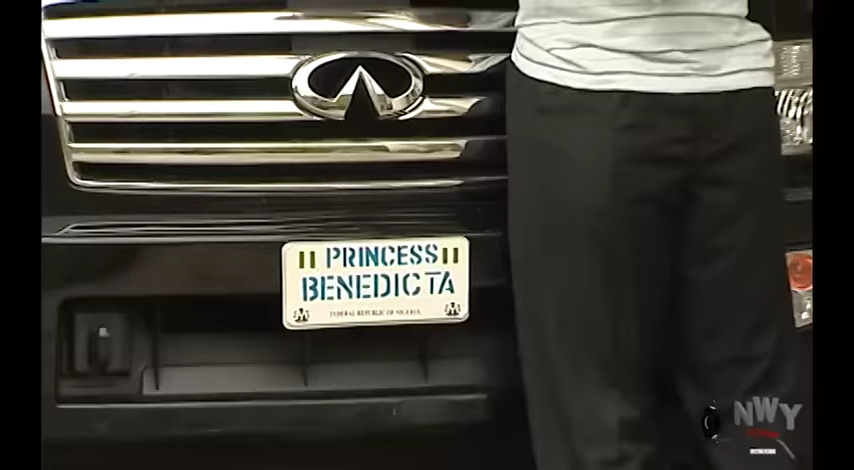 PRINCESS
BENEDICTA
FEDERAL REPUBLIC OF NIGERIA
NWY